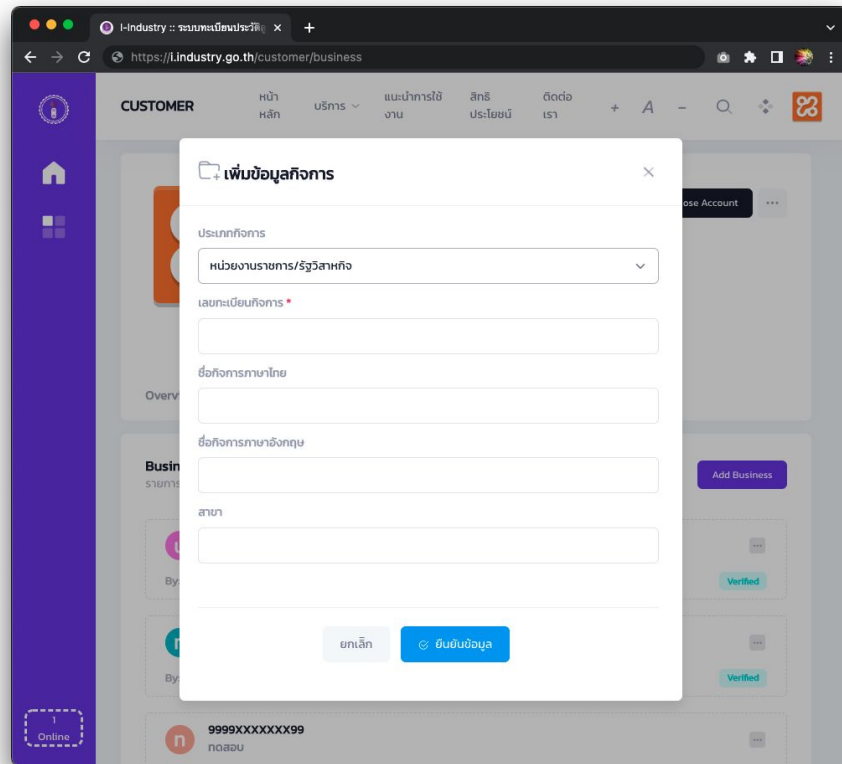 I-Industry :: ระบบทะเบียนประวัติ
https://i.industry.go.th/customer/business
CUSTOMER
หน้า
หลัก
บริการ
แนะนำการใช้
งาน
สิทธิ
ประโยชน์
ติดต่อ
เรา
+ A -
เพิ่มข้อมูลกิจการ
ose Account
ประเภทกิจการ
หน่วยงานราชการ/รัฐวิสาหกิจ
เลขทะเบียนกิจการ *
ชื่อกิจการภาษาไทย
Overv
ชื่อกิจการภาษาอังกฤษ
Busin
รายการ
Add Business
สาขา
By:
Verified
ยกเลิ็ก
ยืนยันข้อมูล
By:
Verified
1
Online
n
9999XXXXXXX99
ทดสอบ